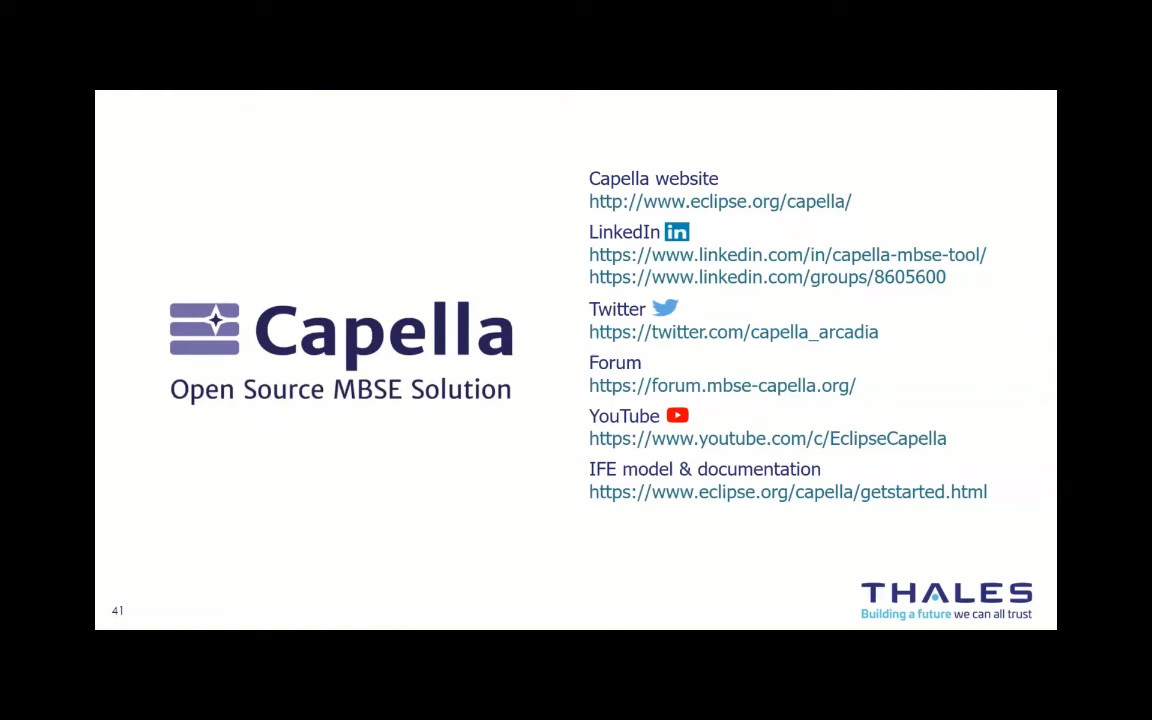 Capella
Open Source MBSE Solution
Capella website
http://www.eclipse.org/capella/
LinkedIn in
https://www.linkedin.com/in/capella-mbse-tool/
https://www.linkedin.com/groups/8605600
Twitter
https://twitter.com/capella_arcadia
Forum
https://forum.mbse-capella.org/
YouTube
https://www.youtube.com/c/EclipseCapella
IFE model & documentation
https://www.eclipse.org/capella/getstarted.html
41
THALES
Building a future we can all trust